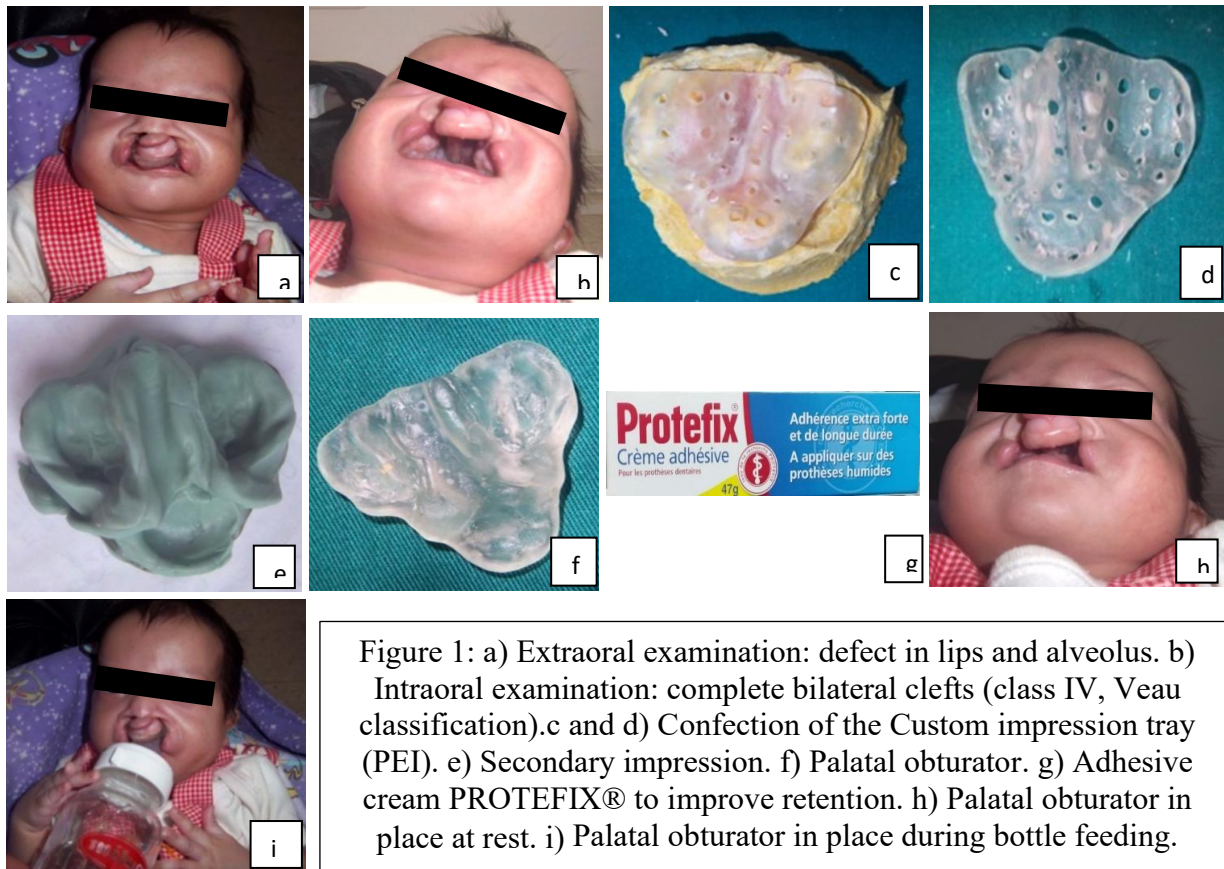 a
b
c
d
e
f
Protefix®
Crème adhésive
Pour les prothèses dentaires
47g
Adhérence extra forte
et de longue durée
A appliquer sur des
prothèses humides
g
h
i
Figure 1: a) Extraoral examination: defect in lips and alveolus. b)
Intraoral examination: complete bilateral clefts (class IV, Veau
classification).c and d) Confection of the Custom impression tray
(PEI). e) Secondary impression. f) Palatal obturator. g) Adhesive
cream PROTEFIX® to improve retention. h) Palatal obturator in
place at rest. i) Palatal obturator in place during bottle feeding.